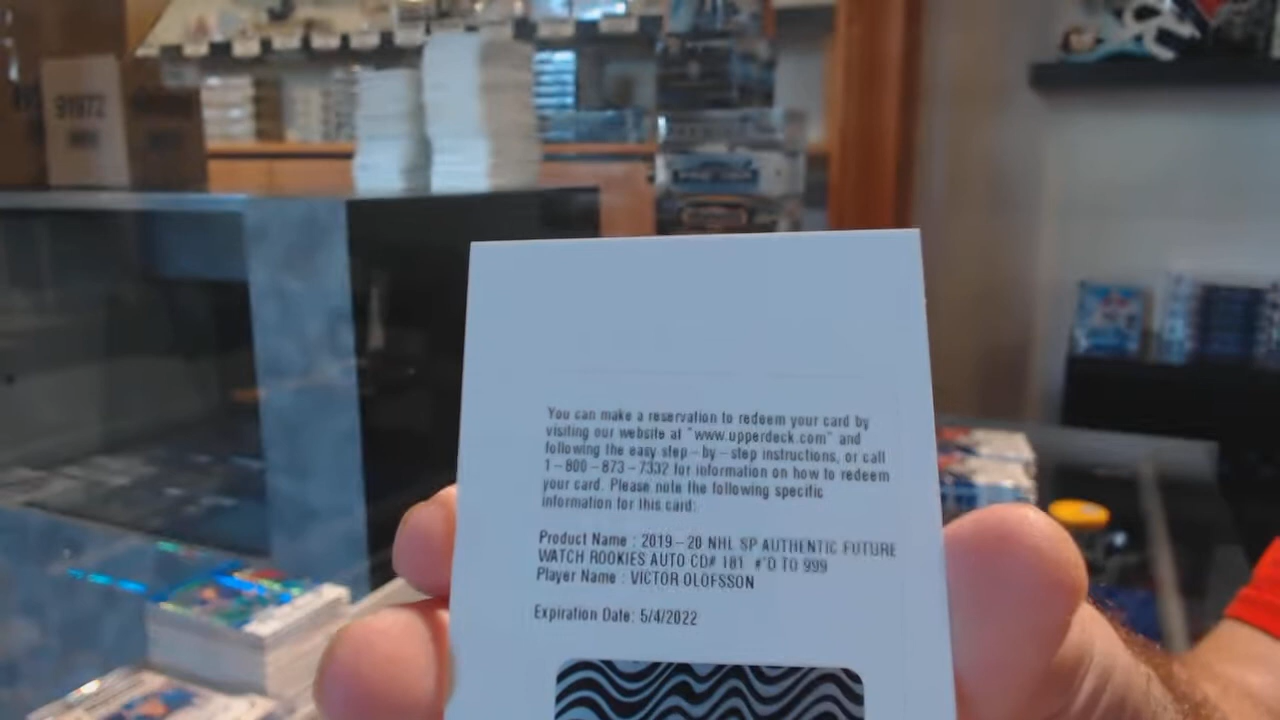 91872
You can make a reservation to redeem your card by
visiting our website at "www.upperdeck.com" and
following the easy step-by-step instructions, or call
1-800-873-7332 for information on how to redeem
your card. Please note the following specific
information for this card:
Product Name : 2019-20 NHL SP AUTHENTIC FUTURE
WATCH ROOKIES AUTO CD# 181 #'D TO 999
Player Name : VICTOR OLOFSSON
Expiration Date: 5/4/2022